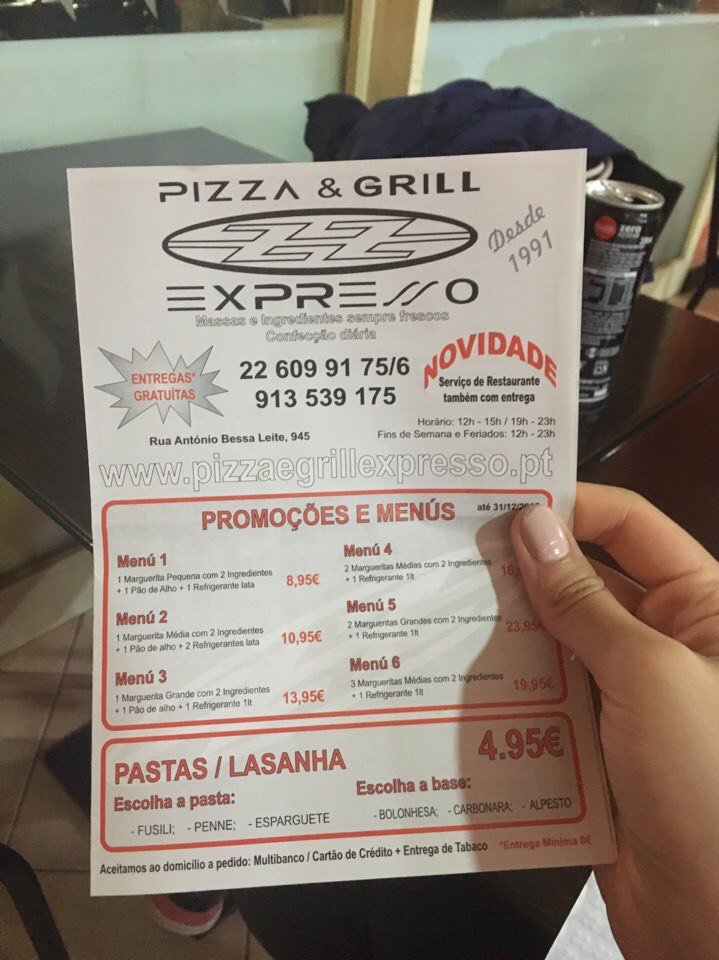 PIZZA & GRILL
EXPRESSO
Desde
1991
Massas e Ingredientes sempre frescos
Confecção diária
ENTREGAS*
GRATUÍTAS
22 609 91 75/6
913 539 175
NOVIDADE
Serviço de Restaurante
também com entrega
Rua António Bessa Leite, 945
Horário: 12h - 15h / 19h - 23h
Fins de Semana e Feriados: 12h - 23h
www.pizzaegrillexpresso.pt
PROMOÇÕES E MENÚS
até 31/12/
Menú 1
1 Marguerita Pequena com 2 Ingredientes
+ 1 Pão de Alho + 1 Refrigerante lata
8,95€
Menú 2
1 Marguerita Média com 2 Ingredientes
+ 1 Pão de alho + 2 Refrigerantes lata
10,95€
Menú 3
1 Marguerita Grande com 2 Ingredientes
+ 1 Pão de alho + 1 Refrigerante 1lt
13,95€
Menú 4
2 Margueritas Médias com 2 Ingredientes
+ 1 Refrigerante 1lt
Menú 5
2 Margueritas Grandes com 2 Ingredientes
+ 1 Refrigerante 1lt
23,95€
Menú 6
3 Margueritas Médias com 2 Ingredientes
+ 1 Refrigerante 1lt
19,95€
PASTAS / LASANHA
4.95€
Escolha a pasta:
- FUSILI; - PENNE; - ESPARGUETE
Escolha a base:
- BOLONHESA; - CARBONARA; - ALPESTO
Aceitamos ao domicílio a pedido: Multibanco / Cartão de Crédito + Entrega de Tabaco
*Entrega Mínima 9€
zero